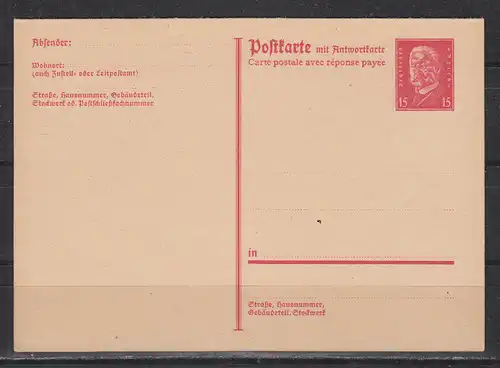 Absender:
Wohnort:
(auch Zustell- oder Leitpostamt)
Straße, Hausnummer, Gebäudeteil,
Stockwerk od. Postschließfachnummer
Postkarte mit Antwortkarte
Carte postale avec réponse payée
15 15
in
Straße, Hausnummer,
Gebäudeteil, Stockwerk